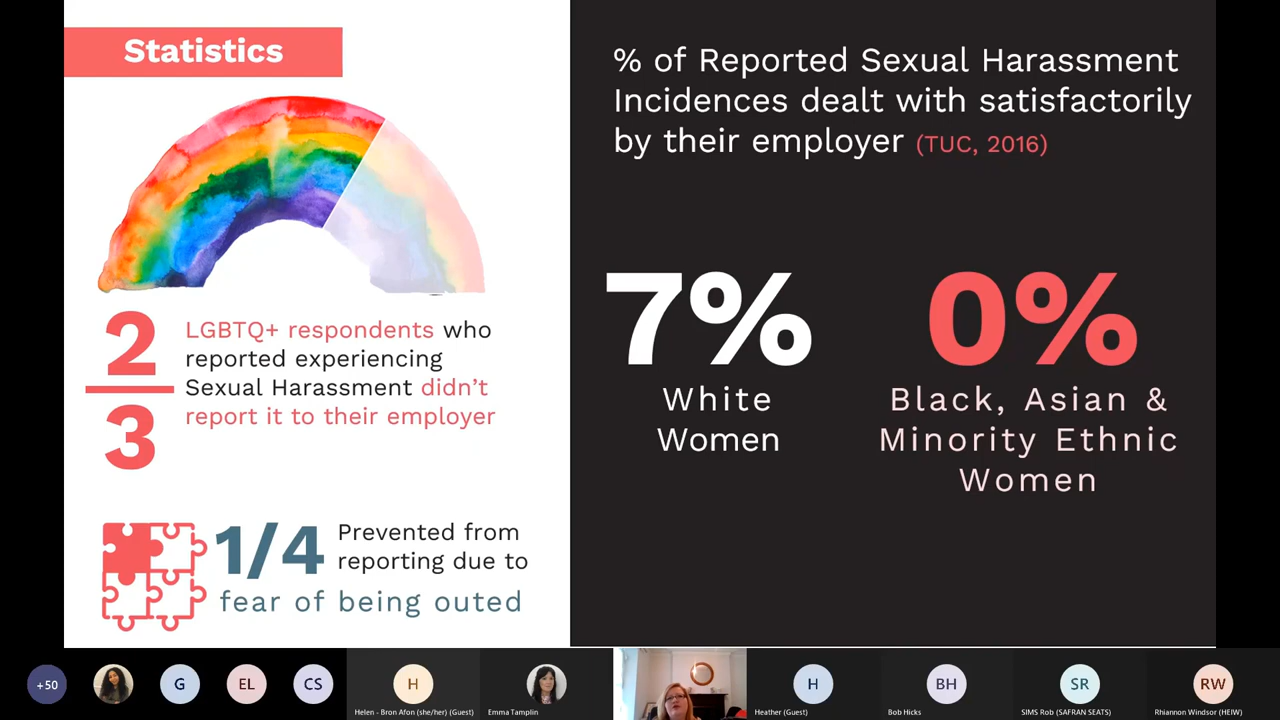 Statistics
2
3
LGBTQ+ respondents who
reported experiencing
Sexual Harassment didn't
report it to their employer
1/4
Prevented from
reporting due to
fear of being outed
% of Reported Sexual Harassment
Incidences dealt with satisfactorily
by their employer (TUC, 2016)
7%
White
Women
0%
Black, Asian &
Minority Ethnic
Women
+50
G
EL
CS
H
Helen - Bron Afon (she/her) (Guest)
Emma Tamplin
H
Heather (Guest)
BH
Bob Hicks
SR
SIMS Rob (SAFRAN SEATS)
RW
Rhiannon Windsor (HEIW)